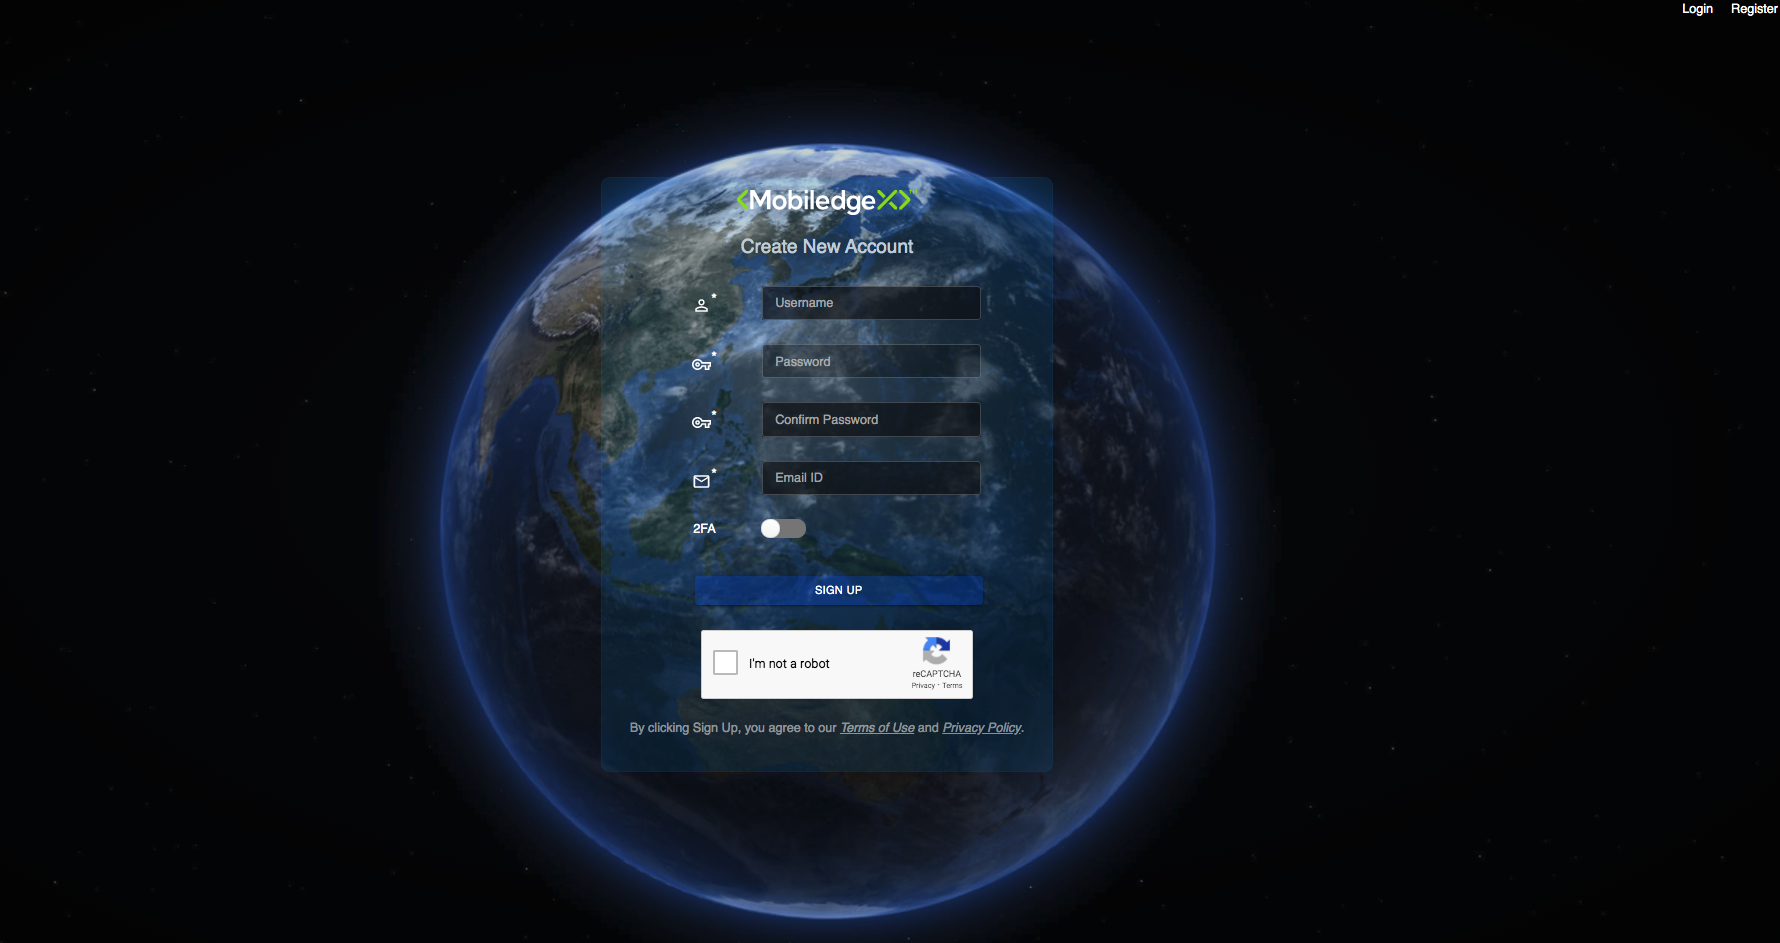 Login Register
MobiledgeX
Create New Account
* Username
* Password
* Confirm Password
* Email ID
2FA
SIGN UP
I'm not a robot
reCAPTCHA
Privacy - Terms
By clicking Sign Up, you agree to our Terms of Use and Privacy Policy.